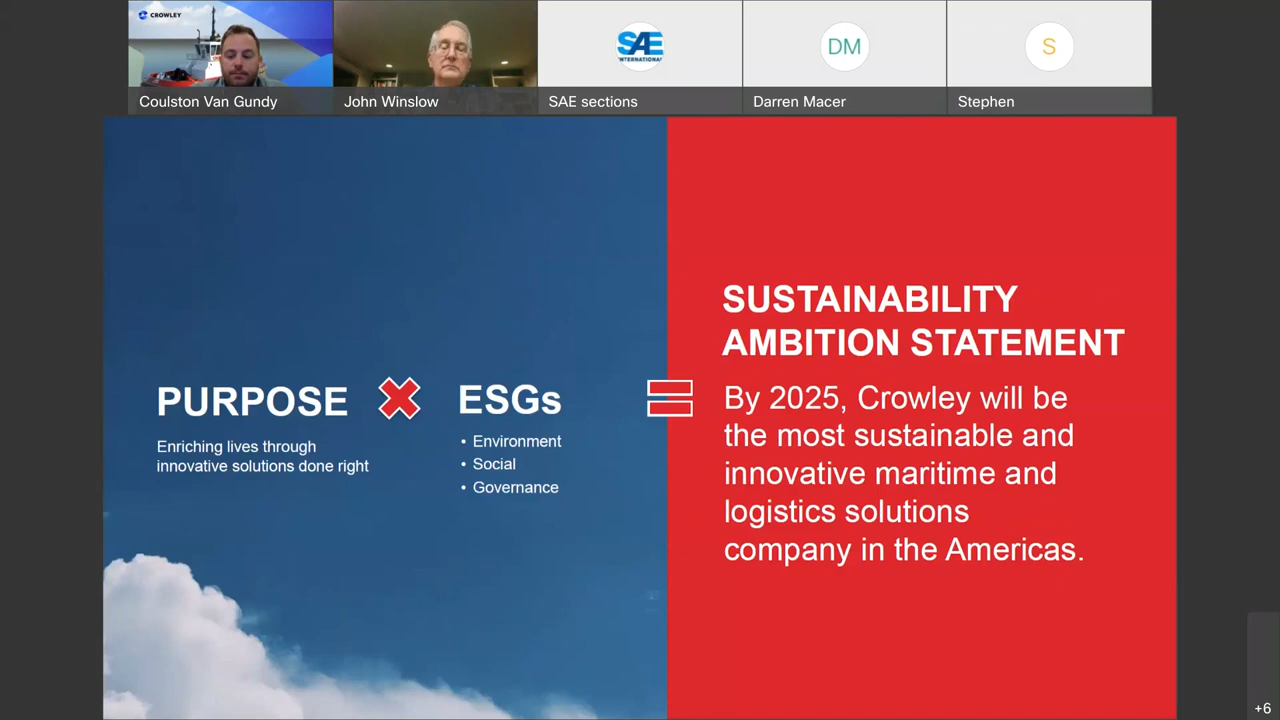 CROWLEY
SAE
INTERNATIONAL
DM
S
Coulston Van Gundy
John Winslow
SAE sections
Darren Macer
Stephen
PURPOSE
Enriching lives through
innovative solutions done right
ESGs
• Environment
• Social
• Governance
SUSTAINABILITY
AMBITION STATEMENT
By 2025, Crowley will be
the most sustainable and
innovative maritime and
logistics solutions
company in the Americas.
+6